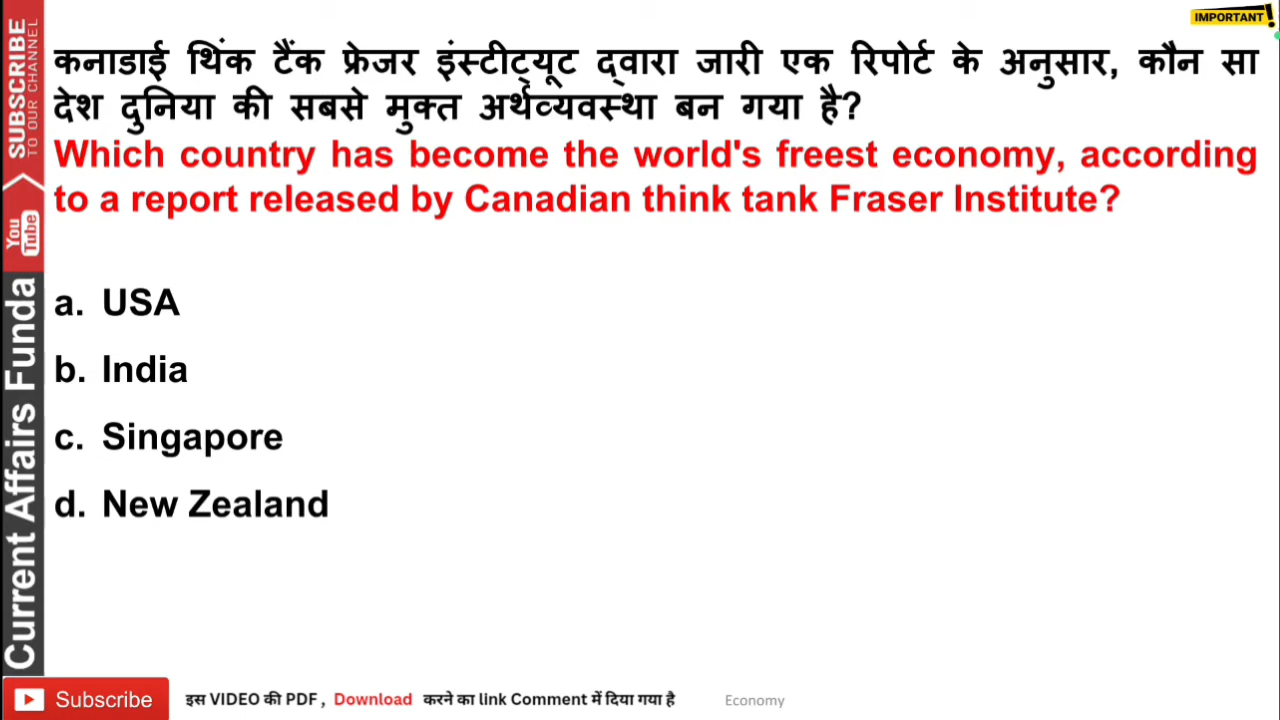 IMPORTANT!
कनाडाई थिंक टैंक फ्रेजर इंस्टीट्यूट द्वारा जारी एक रिपोर्ट के अनुसार, कौन सा
देश दुनिया की सबसे मुक्त अर्थव्यवस्था बन गया है?
Which country has become the world's freest economy, according
to a report released by Canadian think tank Fraser Institute?
a. USA
b. India
c. Singapore
d. New Zealand
SUBSCRIBE
TO OUR CHANNEL
You
Tube
Current Affairs Funda
Subscribe
इस VIDEO की PDF , Download करने का link Comment में दिया गया है
Economy